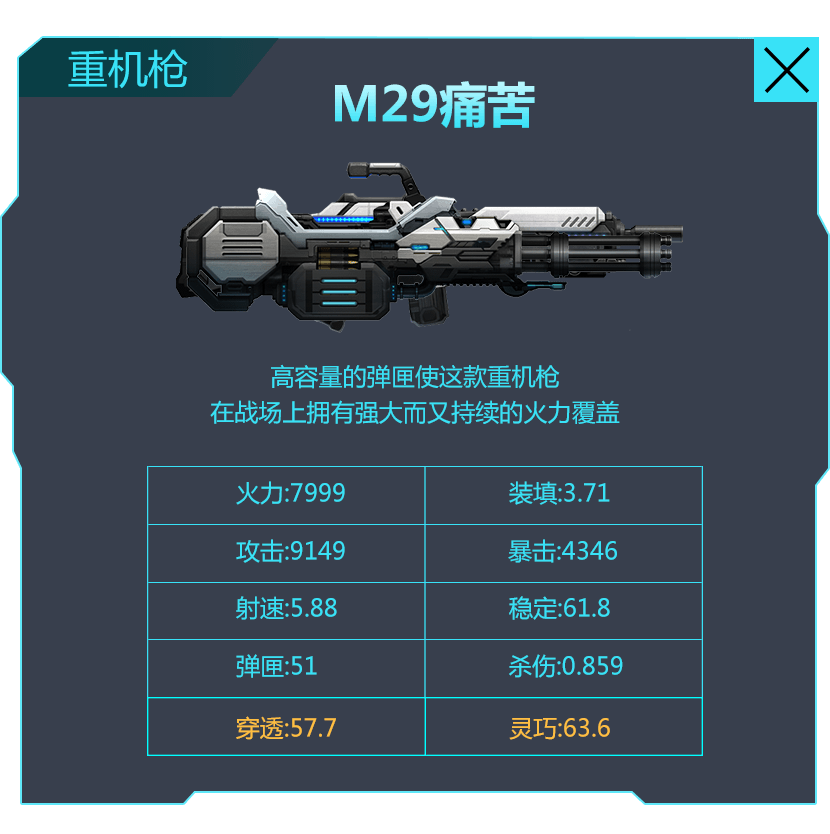 重机枪
M29痛苦
高容量的弹匣使这款重机枪
在战场上拥有强大而又持续的火力覆盖
火力:7999 装填:3.71
攻击:9149 暴击:4346
射速:5.88 稳定:61.8
弹匣:51 杀伤:0.859
穿透:57.7 灵巧:63.6